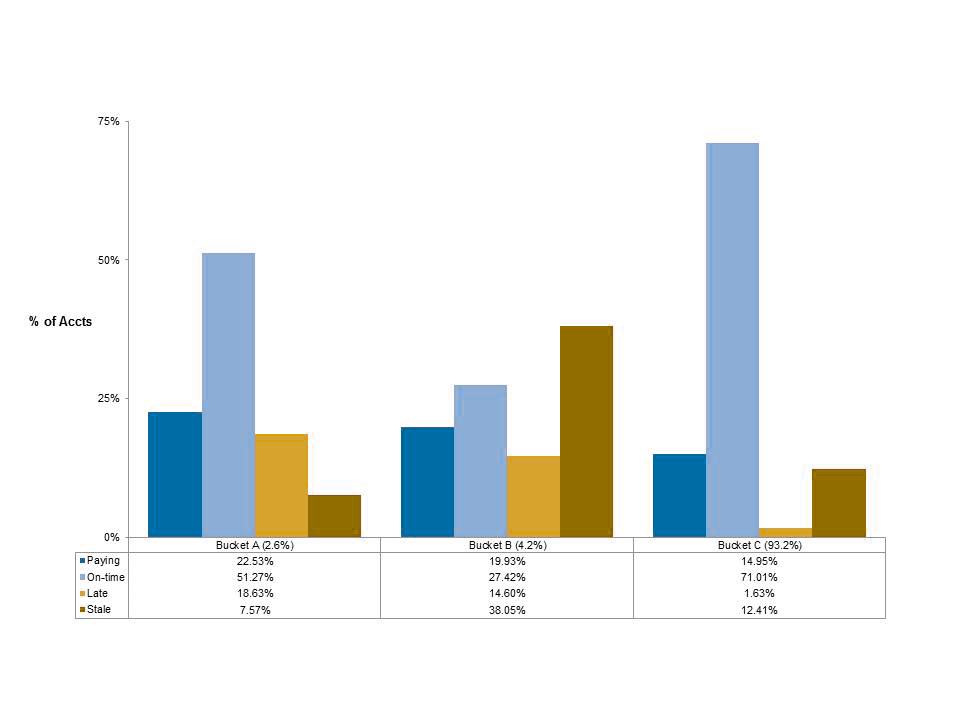 75%
50%
% of Accts
25%
0%
Bucket A (2.6%) Bucket B (4.2%) Bucket C (93.2%)
Paying 22.53% 19.93% 14.95%
On-time 51.27% 27.42% 71.01%
Late 18.63% 14.60% 1.63%
Stale 7.57% 38.05% 12.41%